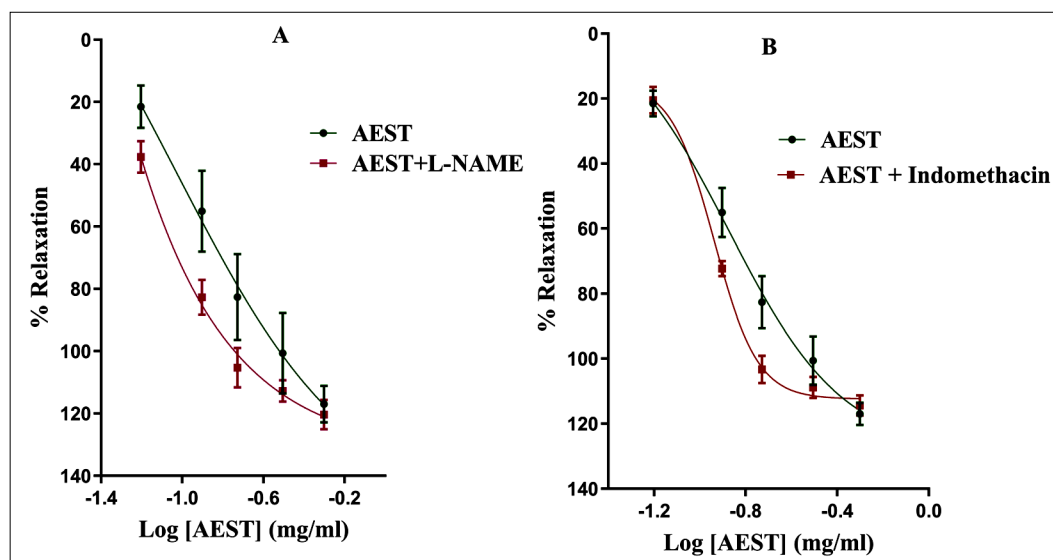 A
0
20
40
60
80
100
120
140
% Relaxation
AEST
AEST+L-NAME
-1.4
-1.0
-0.6
-0.2
Log [AEST] (mg/ml)
B
0
20
40
60
80
100
120
140
% Relaxation
AEST
AEST + Indomethacin
-1.2
-0.8
-0.4
0.0
Log [AEST] (mg/ml)